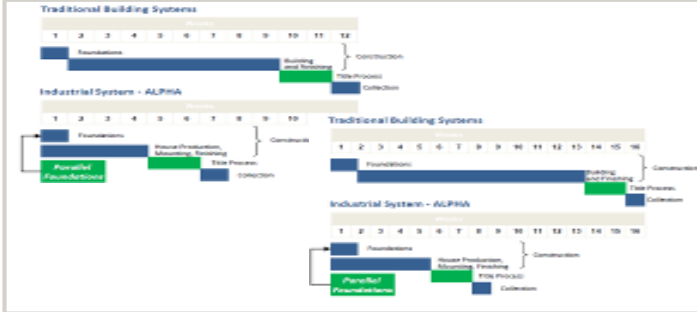 Traditional Building Systems
1 2 3 4 5 6 7 8 9 10 11 12
Foundations
Building
and Finishing
Construction
Title Process
Collection
Industrial System - ALPHA
1 2 3 4 5 6 7 8 9 10
Foundations
House Production,
Mounting, Finishing
Parallel
Foundations
Title Process
Collection
Traditional Building Systems
1 2 3 4 5 6 7 8 9 10 11 12 13 14 15 16
Foundations
Building
and Finishing
Construction
Title Process
Collection
Industrial System - ALPHA
1 2 3 4 5 6 7 8 9 10 11 12 13 14 15 16
Foundations
House Production,
Mounting, Finishing
Construction
Parallel
Foundations
Title Process
Collection